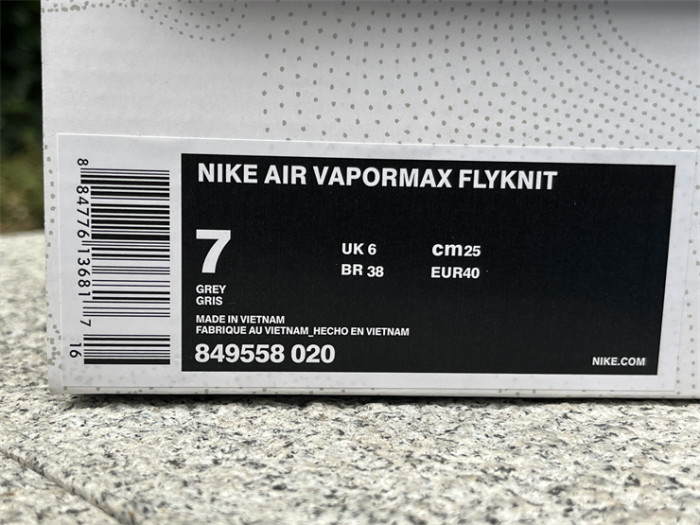 NIKE AIR VAPORMAX FLYKNIT
7
UK 6
cm25
BR 38
EUR40
GREY
GRIS
MADE IN VIETNAM
FABRIQUE AU VIETNAM_HECHO EN VIETNAM
849558 020
NIKE.COM
8 84776 13681 7
16